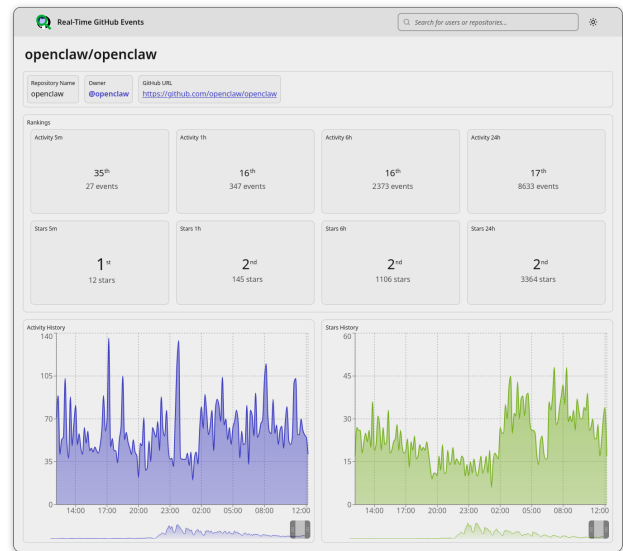 Real-Time GitHub Events
Search for users or repositories...
openclaw/openclaw
Repository Name
openclaw
Owner
@openclaw
GitHub URL
https://github.com/openclaw/openclaw
Rankings
Activity 5m
35th
27 events
Activity 1h
16th
347 events
Activity 6h
16th
2373 events
Activity 24h
17th
8633 events
Stars 5m
1st
12 stars
Stars 1h
2nd
145 stars
Stars 6h
2nd
1106 stars
Stars 24h
2nd
3364 stars
Activity History
140
105
70
35
0
14:00 17:00 20:00 23:00 02:00 05:00 08:00 12:00
Stars History
60
45
30
15
0
14:00 17:00 20:00 23:00 02:00 05:00 08:00 12:00